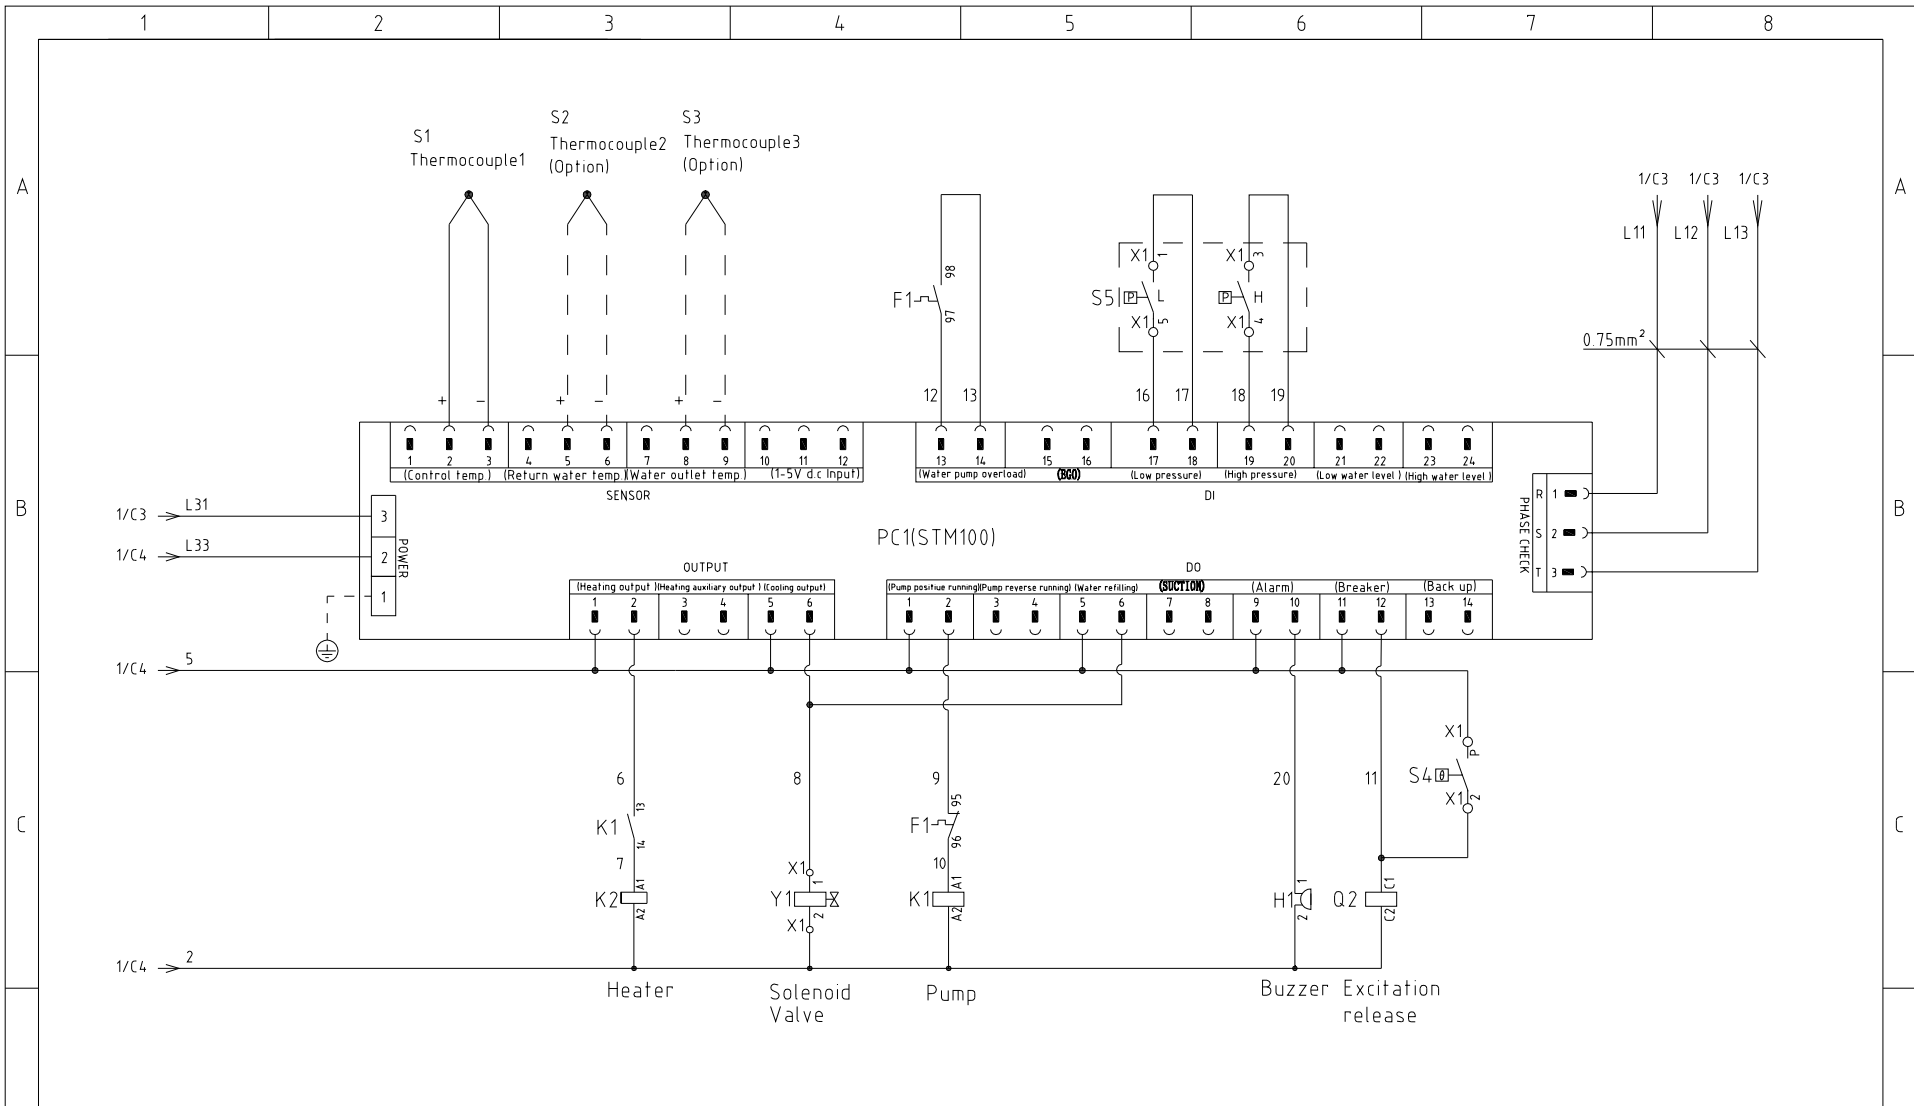 1 2 3 4 5 6 7 8
A A
B B
C C
S1
Thermocouple1
S2
Thermocouple2
(Option)
S3
Thermocouple3
(Option)
1/C3 1/C3 1/C3
L11 L12 L13
0.75mm²
F1 98 97
S5 P L X1 1 X1 5
P H X1 3 X1 4
+ - + - + -
12 13 16 17 18 19
1 2 3 4 5 6 7 8 9 10 11 12
(Control temp.) (Return water temp.) (Water outlet temp.) (1-5V d.c Input)
SENSOR
13 14 15 16 17 18 19 20 21 22 23 24
(Water pump overload) (BGO) (Low pressure) (High pressure) (Low water level) (High water level)
DI
R 1
S 2
T 3
PHASE CHECK
1/C3 L31
1/C4 L33
3
2
1
POWER
PC1(STM100)
OUTPUT
(Heating output) (Heating auxiliary output) (Cooling output)
1 2 3 4 5 6
DO
(Pump positiue running) (Pump reverse running) (Water refilling) (SUCTION) (Alarm) (Breaker) (Back up)
1 2 3 4 5 6 7 8 9 10 11 12 13 14
1/C4 5
6 8 9 20 11
X1 P
S4 θ
X1 2
K1 13 14
F1 95 96
7 10
K2 A1 A2
X1
Y1 1 2
X1
K1 A1 A2
H1 1 2
Q2 C1 C2
1/C4 2
Heater
Solenoid
Valve
Pump
Buzzer
Excitation
release